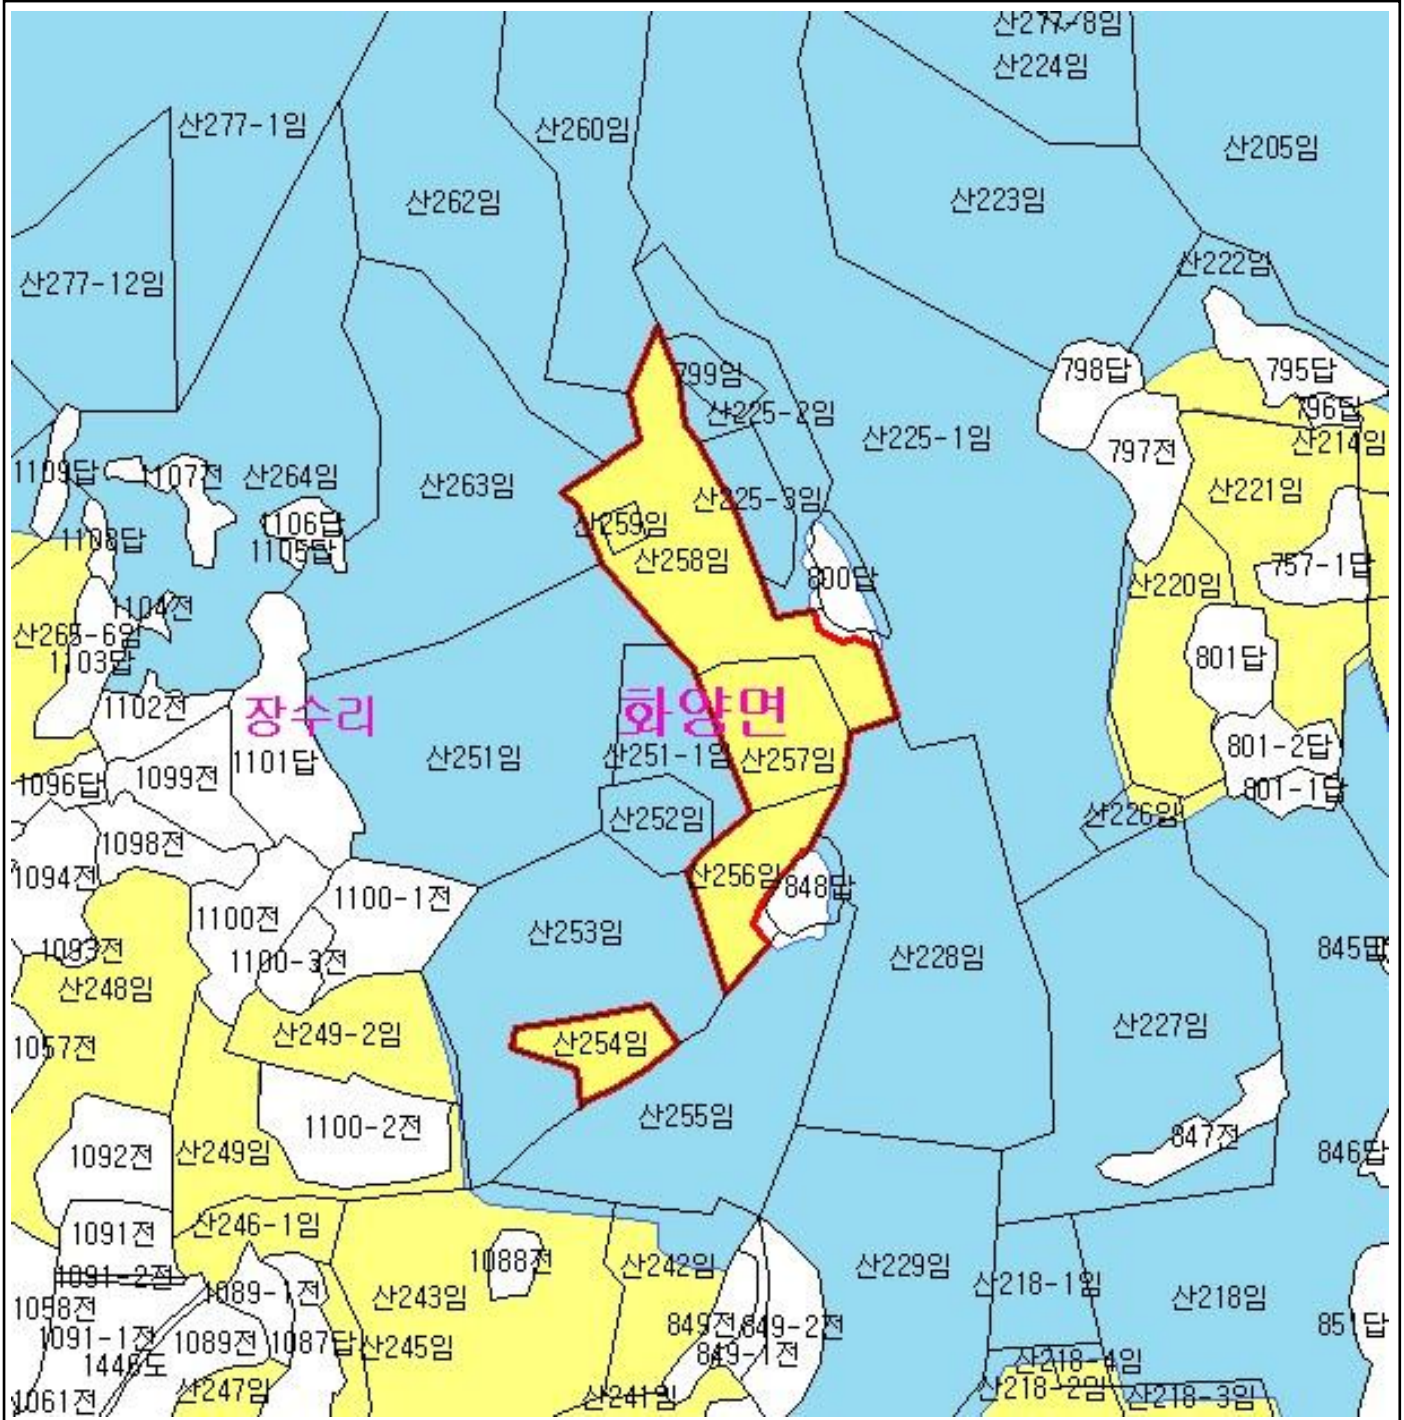 산277-8임
산224임
산277-1임
산260임
산205임
산262임
산223임
산222임
산277-12임
798답
795답
799임
산225-2임
796답
산225-1임
산214임
797전
1109답
1107전
산264임
산263임
산221임
산225-3임
1106답
산259임
1108답
1105답
산258임
757-1답
800답
산220임
1104전
산265-6임
1103답
801답
1102전
장수리
화양면
1101답
산251임
산251-1임
산257임
801-2답
1096답
1099전
801-1답
산252임
산226임
1098전
1094전
산256임
848답
1100-1전
1100전
산253임
1093전
1100-3전
산228임
845답
산248임
산227임
1057전
산249-2임
산254임
산255임
1100-2전
847전
1092전
산249임
846답
산246-1임
1091전
1088전
산242임
산229임
1091-2전
1089-1전
산218-1임
산243임
산218임
1058전
849전
849-2전
851답
1091-1전
1089전
1087답
산245임
849-1전
1446도
산218-4임
산247임
산218-2임
1061전
산241임
산218-3임